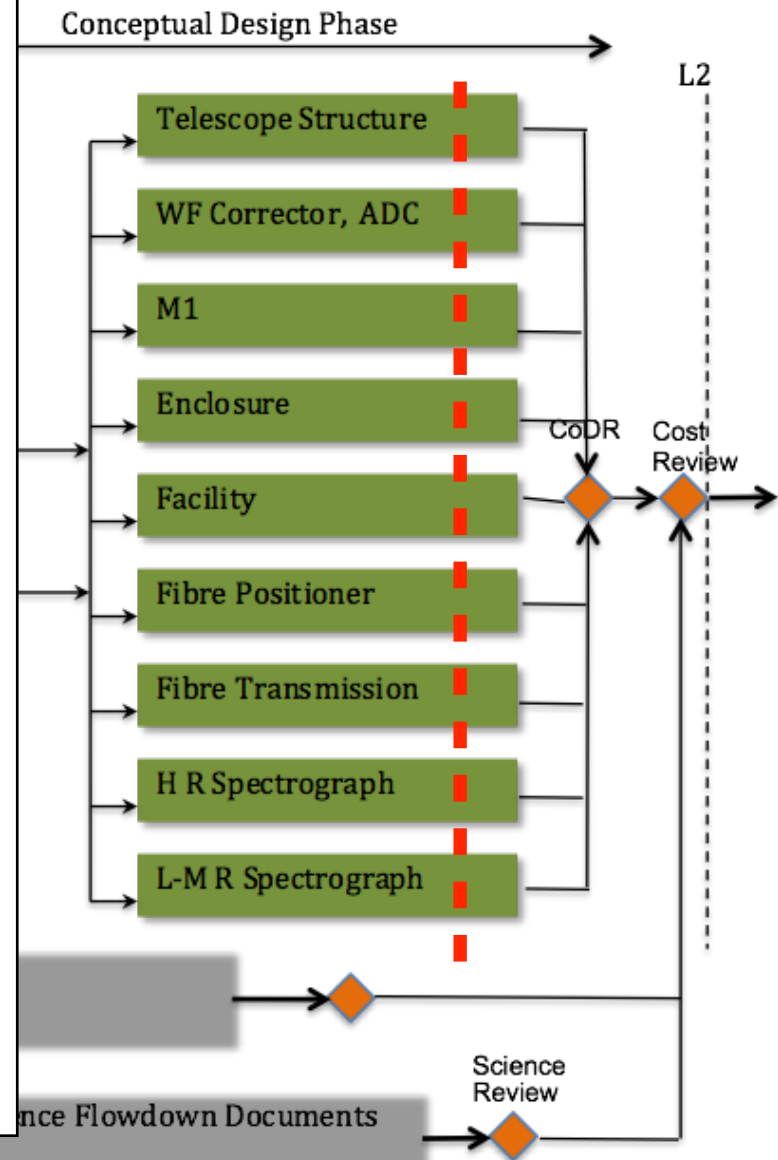 Conceptual Design Phase
L2
Telescope Structure
WF Corrector, ADC
M1
Enclosure
CoDR
Cost
Review
Facility
Fibre Positioner
Fibre Transmission
H R Spectrograph
L-M R Spectrograph
Science
Review
nce Flowdown Documents